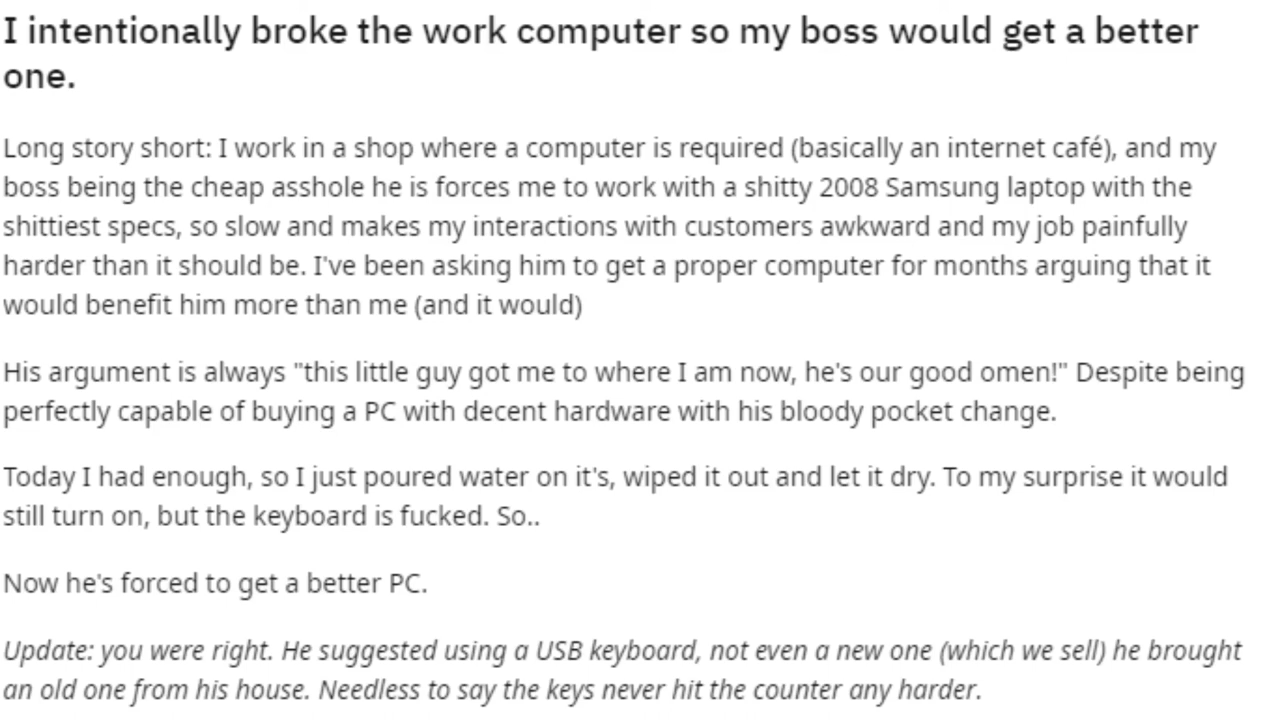 I intentionally broke the work computer so my boss would get a better
one.
Long story short: I work in a shop where a computer is required (basically an internet café), and my
boss being the cheap asshole he is forces me to work with a shitty 2008 Samsung laptop with the
shittiest specs, so slow and makes my interactions with customers awkward and my job painfully
harder than it should be. I've been asking him to get a proper computer for months arguing that it
would benefit him more than me (and it would)
His argument is always "this little guy got me to where I am now, he's our good omen!" Despite being
perfectly capable of buying a PC with decent hardware with his bloody pocket change.
Today I had enough, so I just poured water on it's, wiped it out and let it dry. To my surprise it would
still turn on, but the keyboard is fucked. So..
Now he's forced to get a better PC.
Update: you were right. He suggested using a USB keyboard, not even a new one (which we sell) he brought
an old one from his house. Needless to say the keys never hit the counter any harder.